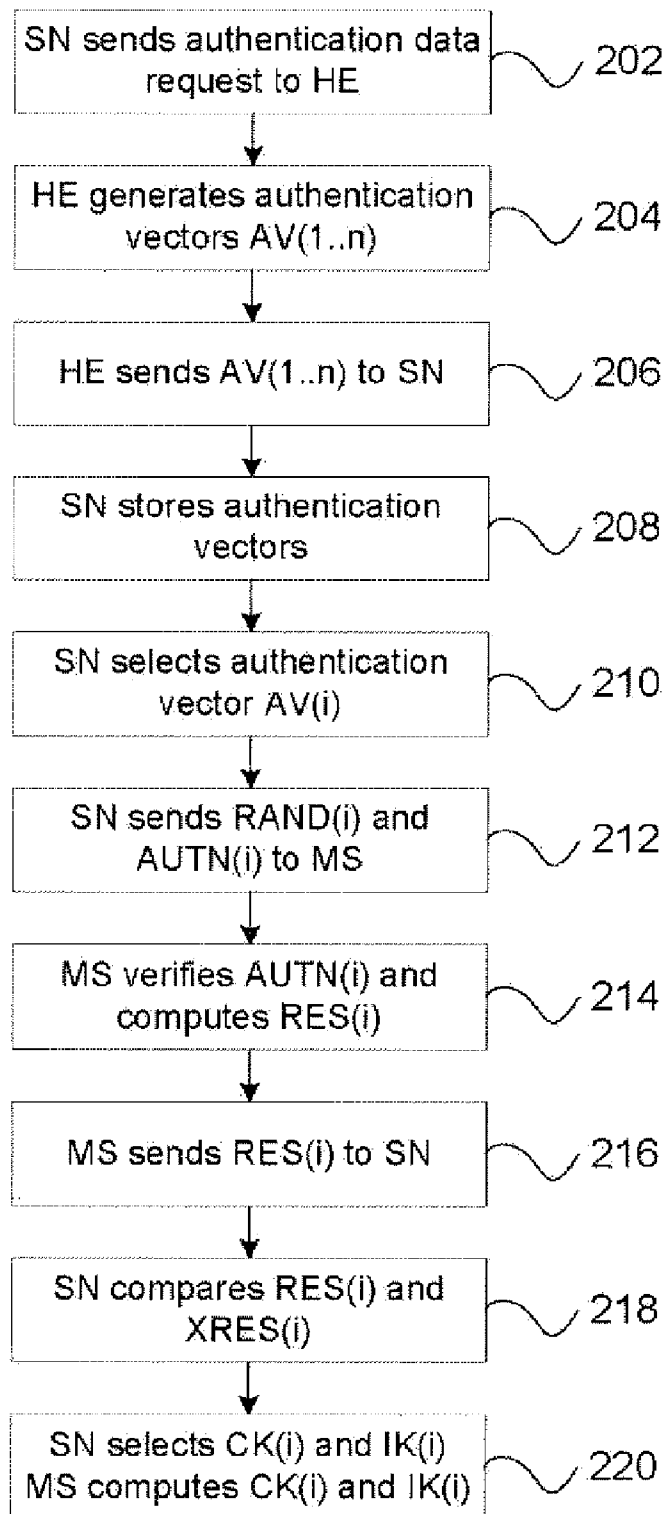 SN sends authentication data
request to HE
202
HE generates authentication
vectors AV(1..n)
204
HE sends AV(1..n) to SN
206
SN stores authentication
vectors
208
SN selects authentication
vector AV(i)
210
SN sends RAND(i) and
AUTN(i) to MS
212
MS verifies AUTN(i) and
computes RES(i)
214
MS sends RES(i) to SN
216
SN compares RES(i) and
XRES(i)
218
SN selects CK(i) and IK(i)
MS computes CK(i) and IK(i)
220